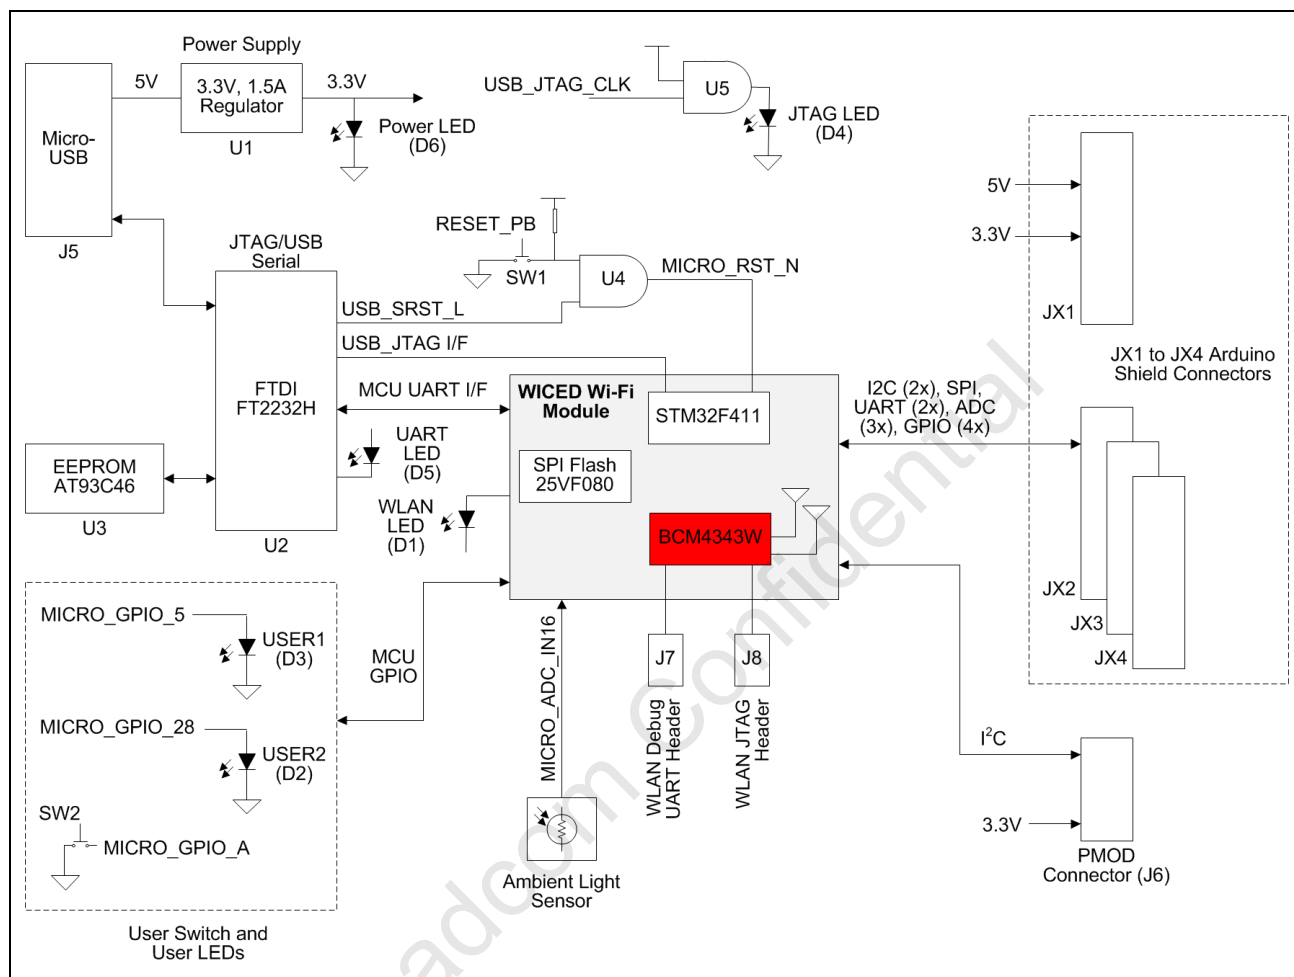 Power Supply
5V
3.3V, 1.5A
Regulator
3.3V
U1
Power LED
(D6)
Micro-
USB
J5
USB_JTAG_CLK
U5
JTAG LED
(D4)
5V
3.3V
JX1
JX1 to JX4 Arduino
Shield Connectors
JX2
JX3
JX4
RESET_PB
SW1
U4
MICRO_RST_N
JTAG/USB
Serial
FTDI
FT2232H
U2
USB_SRST_L
USB_JTAG I/F
MCU UART I/F
UART
LED
(D5)
EEPROM
AT93C46
U3
WICED Wi-Fi
Module
STM32F411
SPI Flash
25VF080
BCM4343W
WLAN
LED
(D1)
I2C (2x), SPI,
UART (2x), ADC
(3x), GPIO (4x)
MICRO_GPIO_5
USER1
(D3)
MICRO_GPIO_28
USER2
(D2)
SW2
MICRO_GPIO_A
User Switch and
User LEDs
MCU
GPIO
MICRO_ADC_IN16
Ambient Light
Sensor
J7
WLAN Debug
UART Header
J8
WLAN JTAG
Header
I2C
3.3V
PMOD
Connector (J6)
adcom Confidential